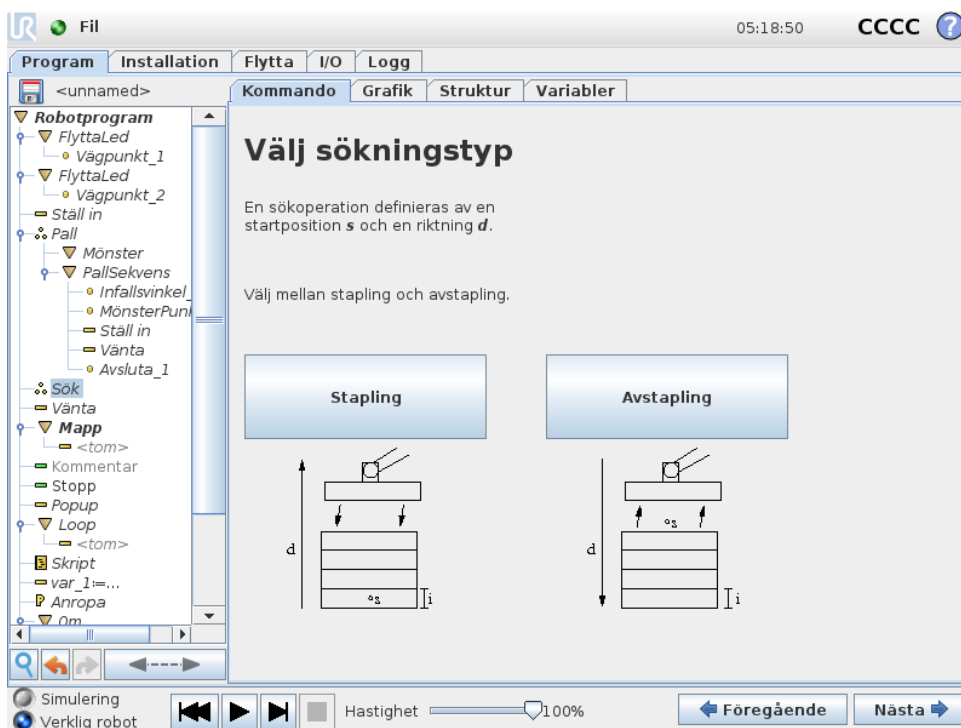 UR Fil 05:18:50 CCCC ?
Program Installation Flytta I/O Logg
<unnamed>
Kommando Grafik Struktur Variabler
Robotprogram
FlyttaLed
Vägpunkt_1
FlyttaLed
Vägpunkt_2
Ställ in
Pall
Mönster
PallSekvens
Infallsvinkel_
MönsterPunl
Ställ in
Vänta
Avsluta_1
Sök
Vänta
Mapp
<tom>
Kommentar
Stopp
Popup
Loop
<tom>
Skript
var_1:=...
P Anropa
Om
Välj sökningstyp
En sökoperation definieras av en
startposition s och en riktning d.
Välj mellan stapling och avstapling.
Stapling Avstapling
d s i
d s i
Simulering
Verklig robot
Hastighet 100%
Föregående Nästa